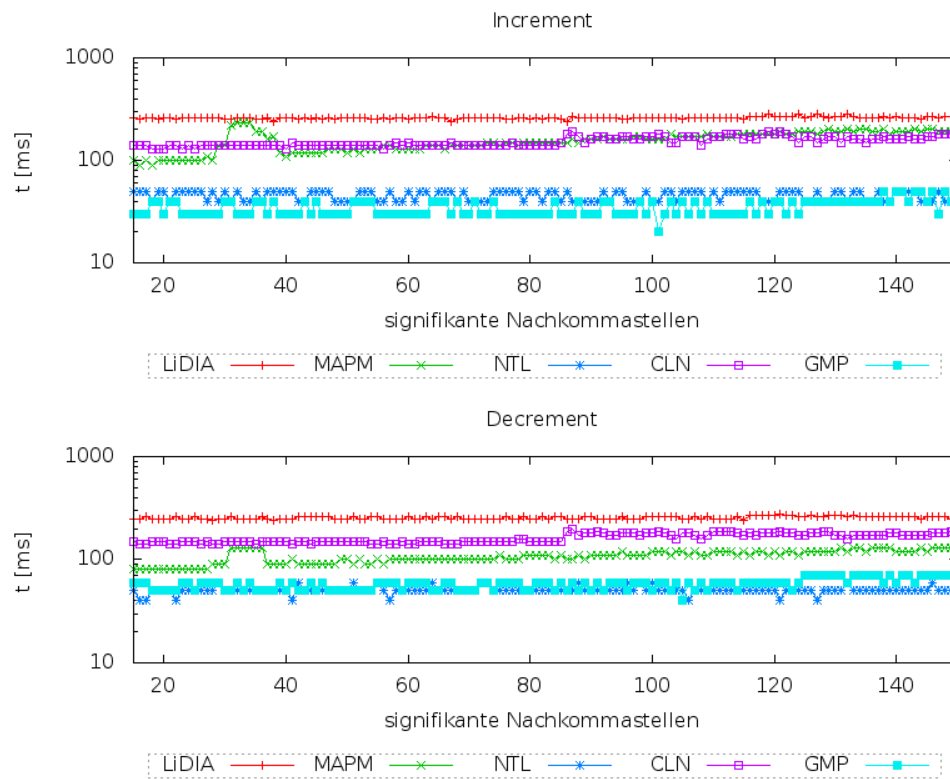 Increment
1000
100
10
t [ms]
20 40 60 80 100 120 140
signifikante Nachkommastellen
LiDIA MAPM NTL CLN GMP
Decrement
1000
100
10
t [ms]
20 40 60 80 100 120 140
signifikante Nachkommastellen
LiDIA MAPM NTL CLN GMP